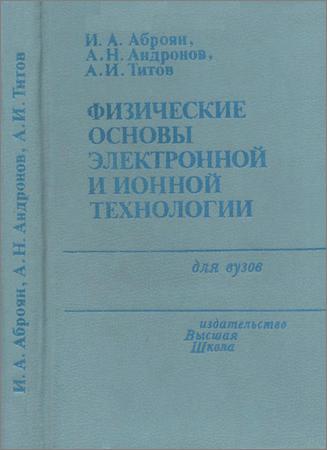 И. А. Аброян, А. Н. Андронов, А. И. Титов
И. А. Аброян,
А. Н. Андронов,
А. И. Титов
ФИЗИЧЕСКИЕ
ОСНОВЫ
ЭЛЕКТРОННОЙ
И ИОННОЙ
ТЕХНОЛОГИИ
для вузов
издательство
Высшая
Школа